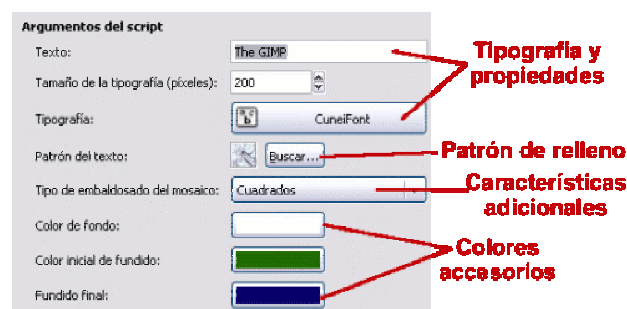 Argumentos del script
Texto: The GIMP
Tipografia y
propiedades
Tamaño de la tipografía (píxeles): 200
Tipografía: CuneiFont
Patrón del texto: Buscar...
Patrón de relleno
Tipo de embaldosado del mosaico: Cuadrados
Características
adicionales
Color de fondo:
Colores
accesorios
Color inicial de fundido:
Fundido final: